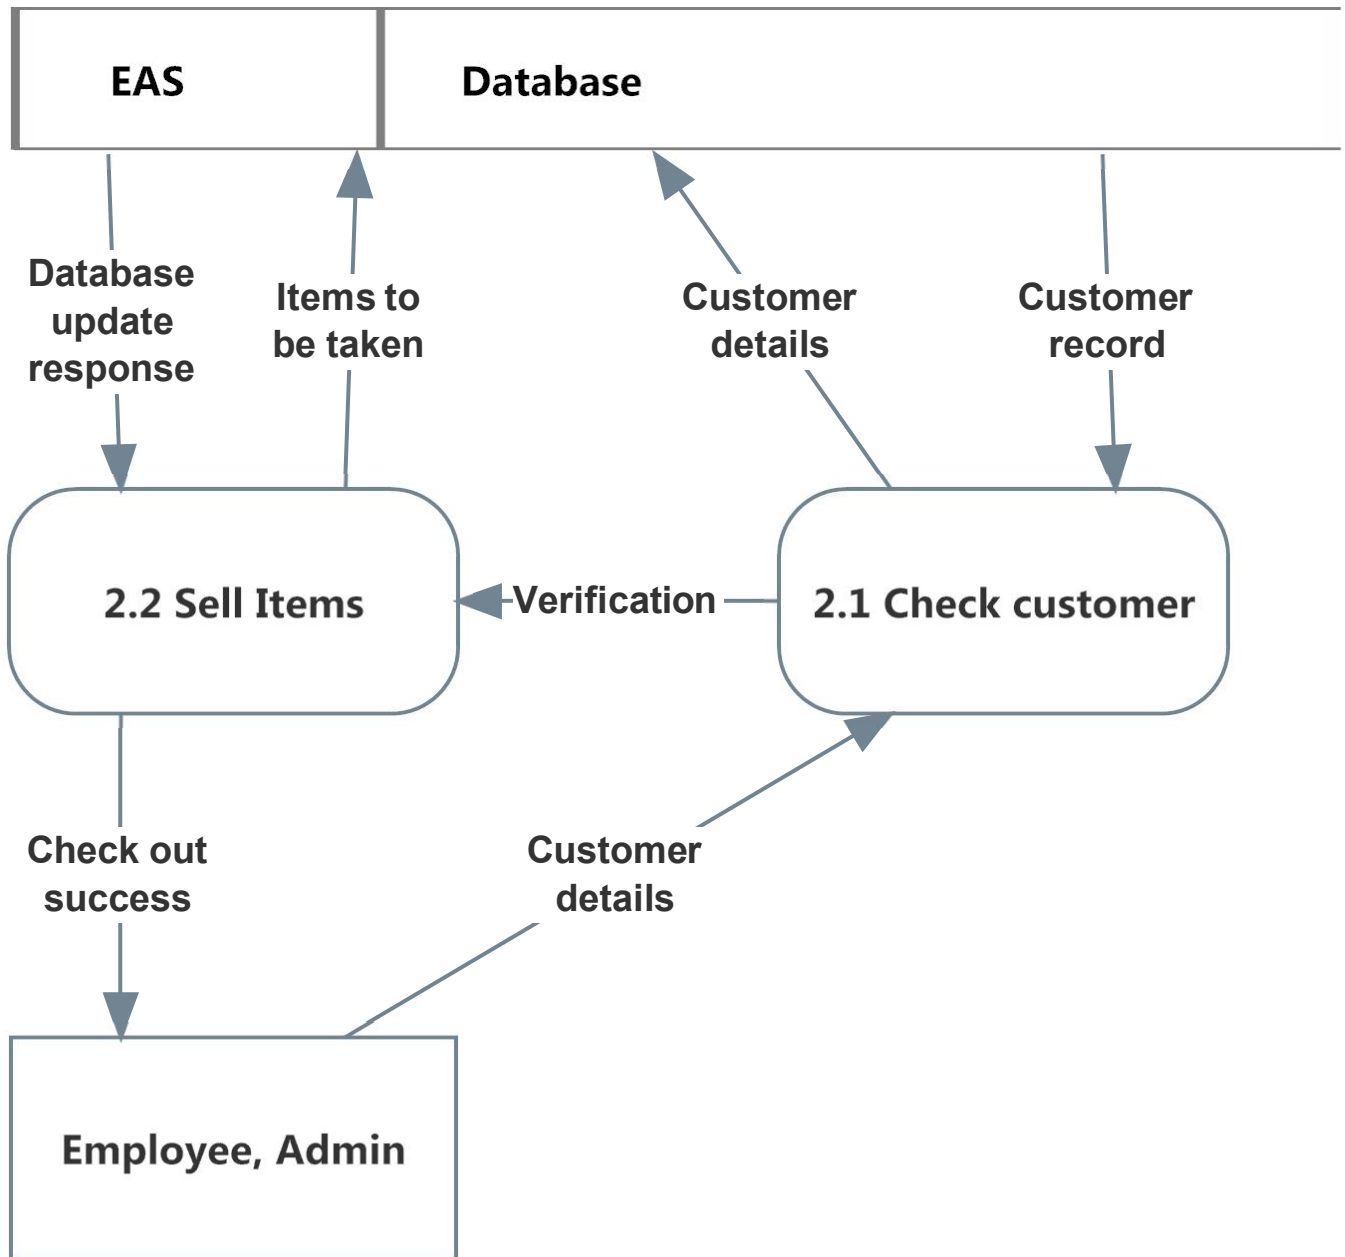 EAS
Database
Database
update
response
Items to
be taken
Customer
details
Customer
record
2.2 Sell Items
Verification
2.1 Check customer
Check out
success
Customer
details
Employee, Admin